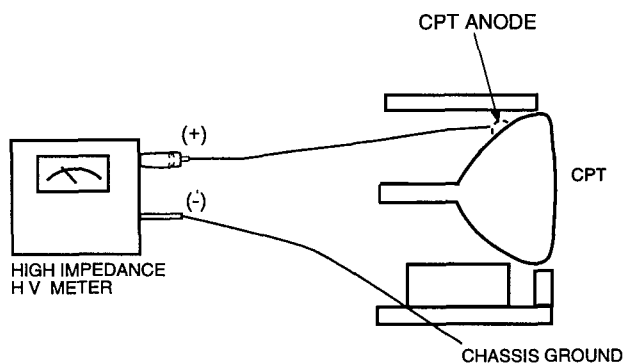 CPT ANODE
(+)
CPT
(-)
HIGH IMPEDANCE
H V METER
CHASSIS GROUND